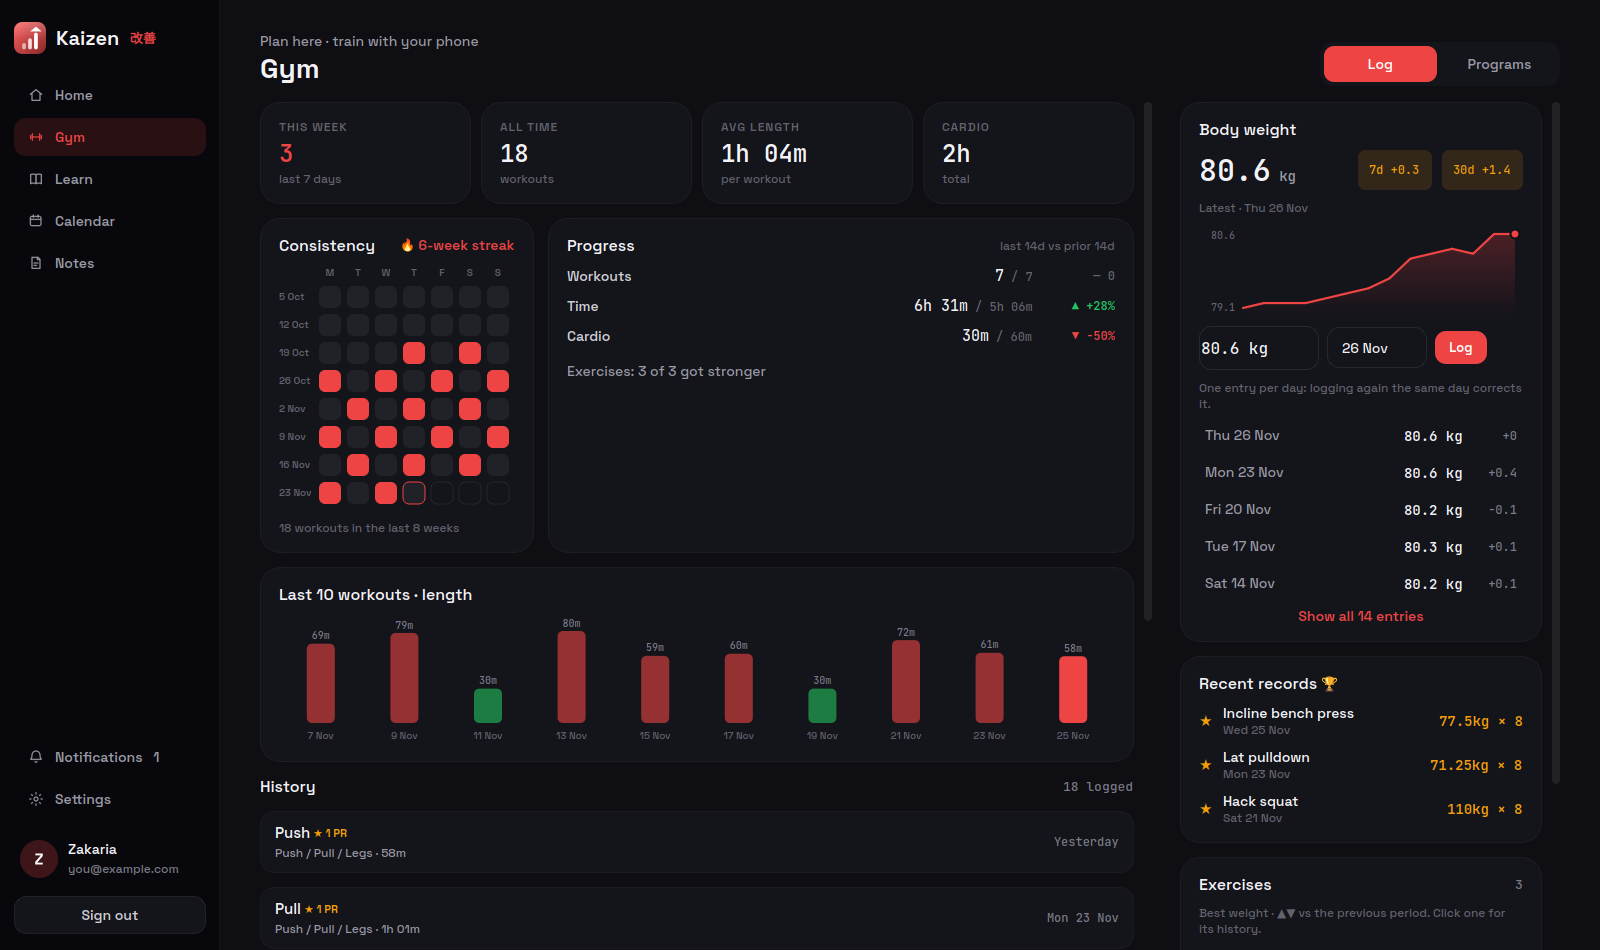 Kaizen 改善
Home
Gym
Learn
Calendar
Notes
Notifications 1
Settings
Z
Zakaria
you@example.com
Sign out
Plan here · train with your phone
Gym
Log
Programs
THIS WEEK
3
last 7 days
ALL TIME
18
workouts
AVG LENGTH
1h 04m
per workout
CARDIO
2h
total
Consistency 🔥 6-week streak
M T W T F S S
5 Oct
12 Oct
19 Oct
26 Oct
2 Nov
9 Nov
16 Nov
23 Nov
18 workouts in the last 8 weeks
Progress last 14d vs prior 14d
Workouts 7 / 7 — 0
Time 6h 31m / 5h 06m ▲ +28%
Cardio 30m / 60m ▼ -50%
Exercises: 3 of 3 got stronger
Last 10 workouts · length
69m 79m 30m 80m 59m 60m 30m 72m 61m 58m
7 Nov 9 Nov 11 Nov 13 Nov 15 Nov 17 Nov 19 Nov 21 Nov 23 Nov 25 Nov
History 18 logged
Push ★ 1 PR
Push / Pull / Legs · 58m
Yesterday
Pull ★ 1 PR
Push / Pull / Legs · 1h 01m
Mon 23 Nov
Body weight
80.6 kg 7d +0.3 30d +1.4
Latest · Thu 26 Nov
80.6
79.1
80.6 kg 26 Nov Log
One entry per day: logging again the same day corrects
it.
Thu 26 Nov 80.6 kg +0
Mon 23 Nov 80.6 kg +0.4
Fri 20 Nov 80.2 kg -0.1
Tue 17 Nov 80.3 kg +0.1
Sat 14 Nov 80.2 kg +0.1
Show all 14 entries
Recent records 🏆
★ Incline bench press 77.5kg × 8
Wed 25 Nov
★ Lat pulldown 71.25kg × 8
Mon 23 Nov
★ Hack squat 110kg × 8
Sat 21 Nov
Exercises 3
Best weight · ▲▼ vs the previous period. Click one for
its history.